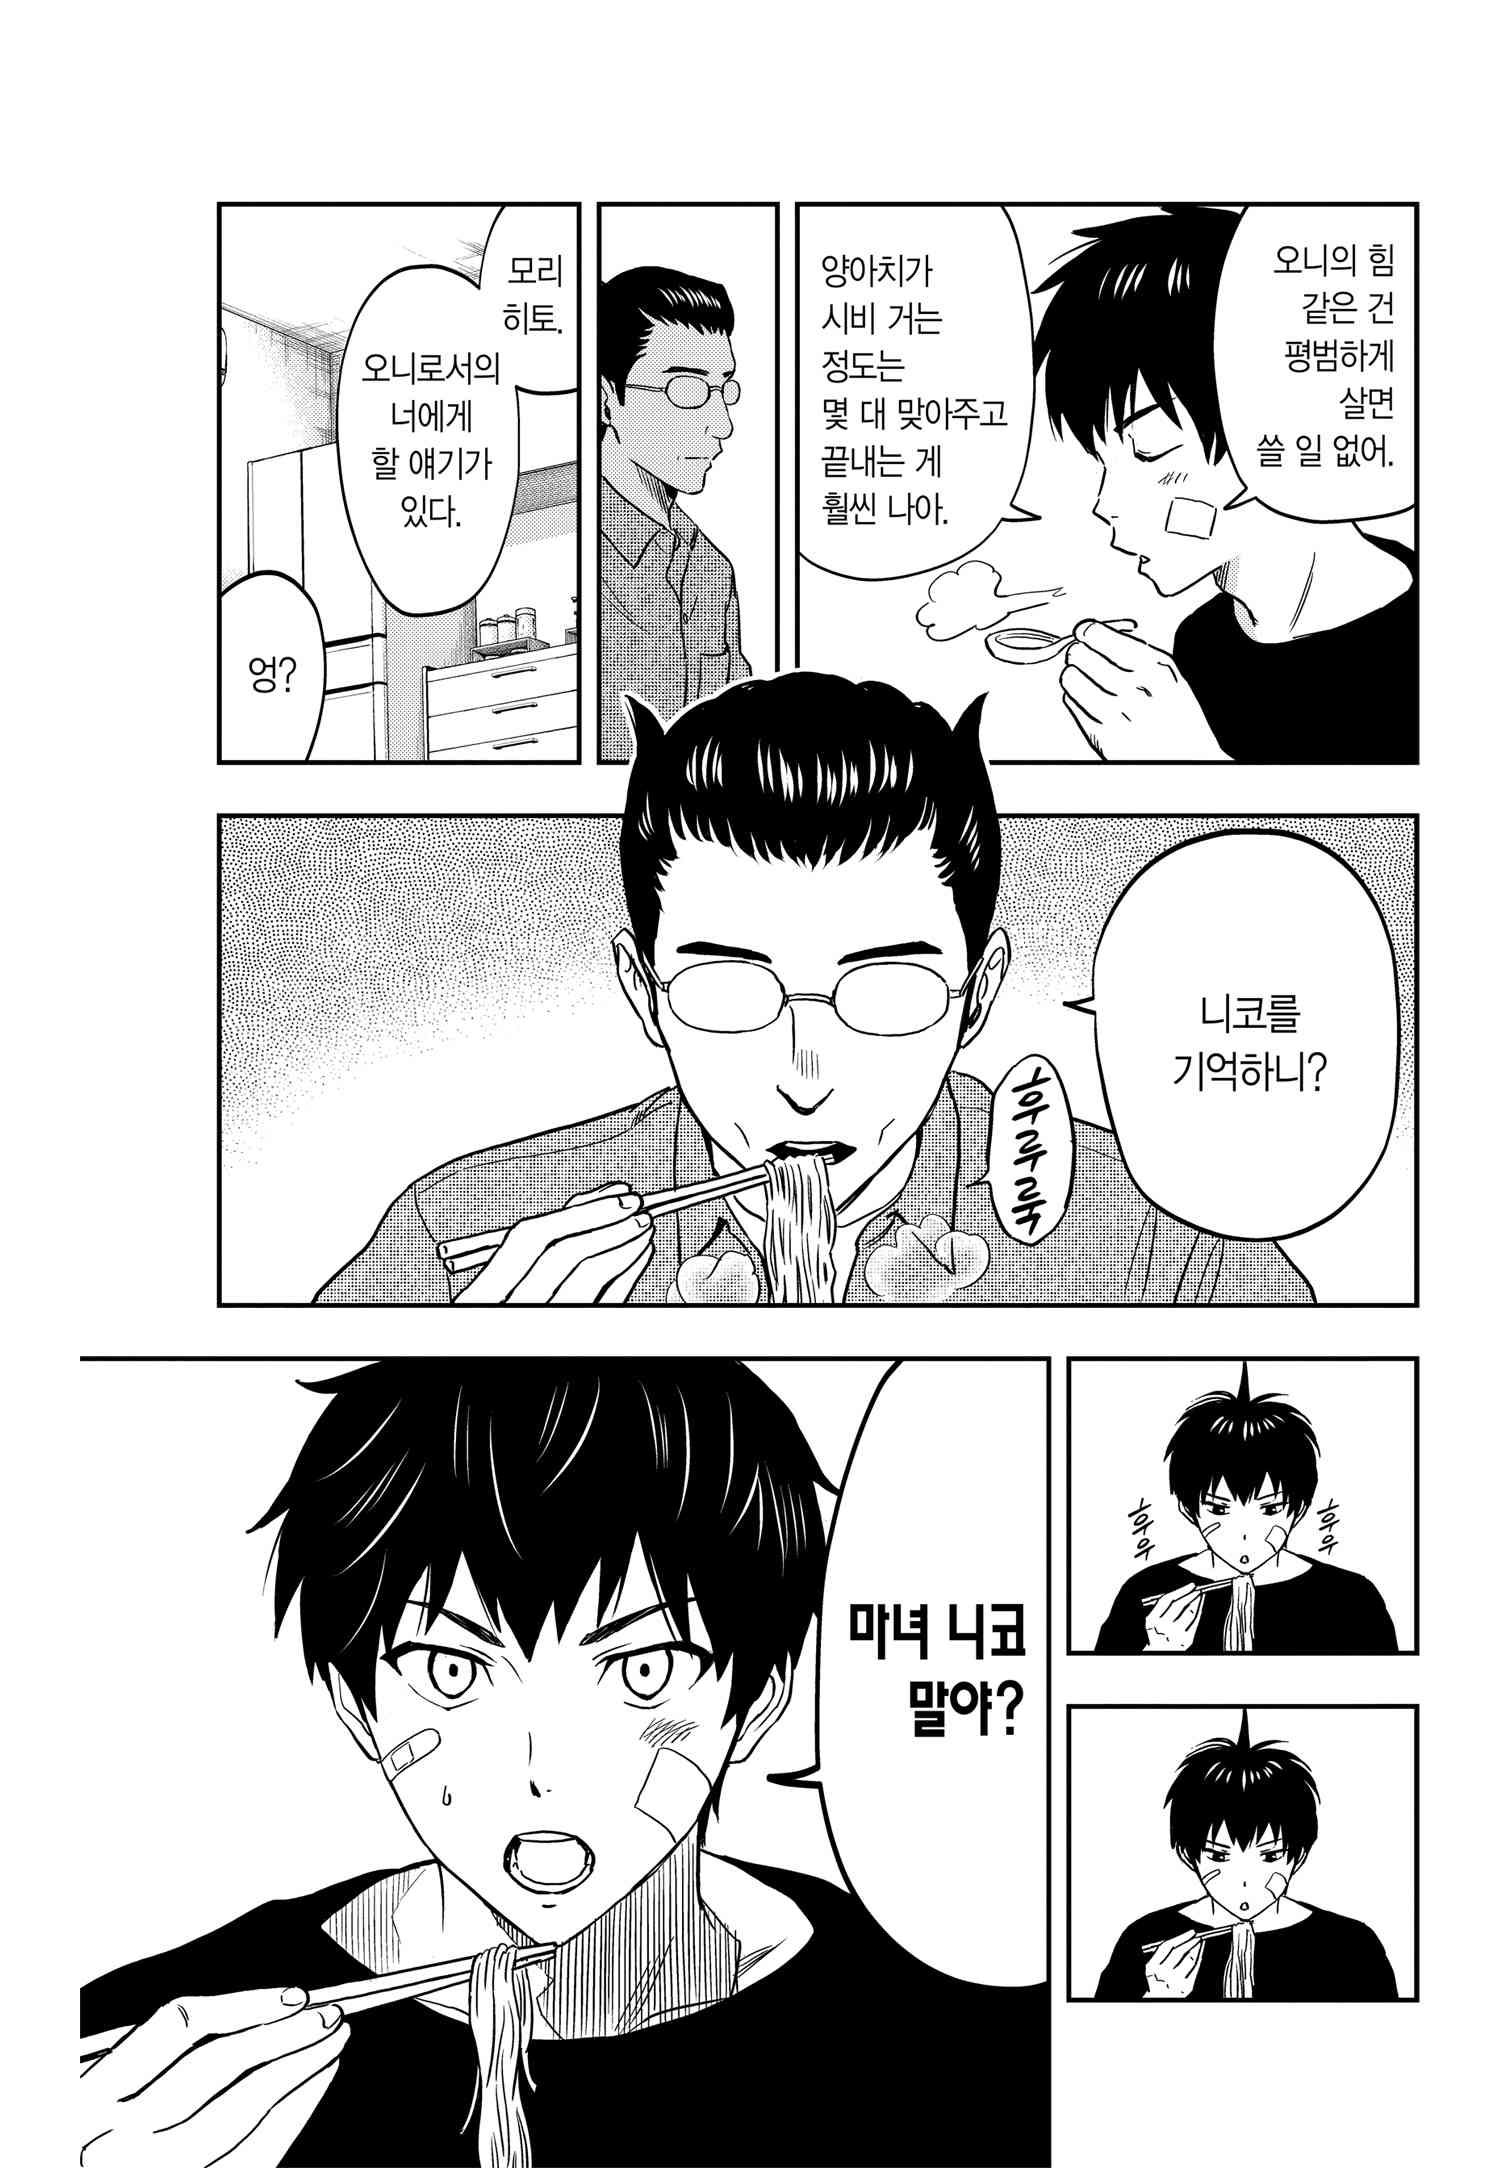 오니의 힘
같은 건
평범하게
살면
쓸 일 없어.
양아치가
시비 거는
정도는
몇 대 맞아주고
끝내는 게
훨씬 나아.
모리
히토.
오니로서의
너에게
할 얘기가
있다.
엉?
니코를
기억하니?
후루룩
후우
후우
마녀 니코
말야?